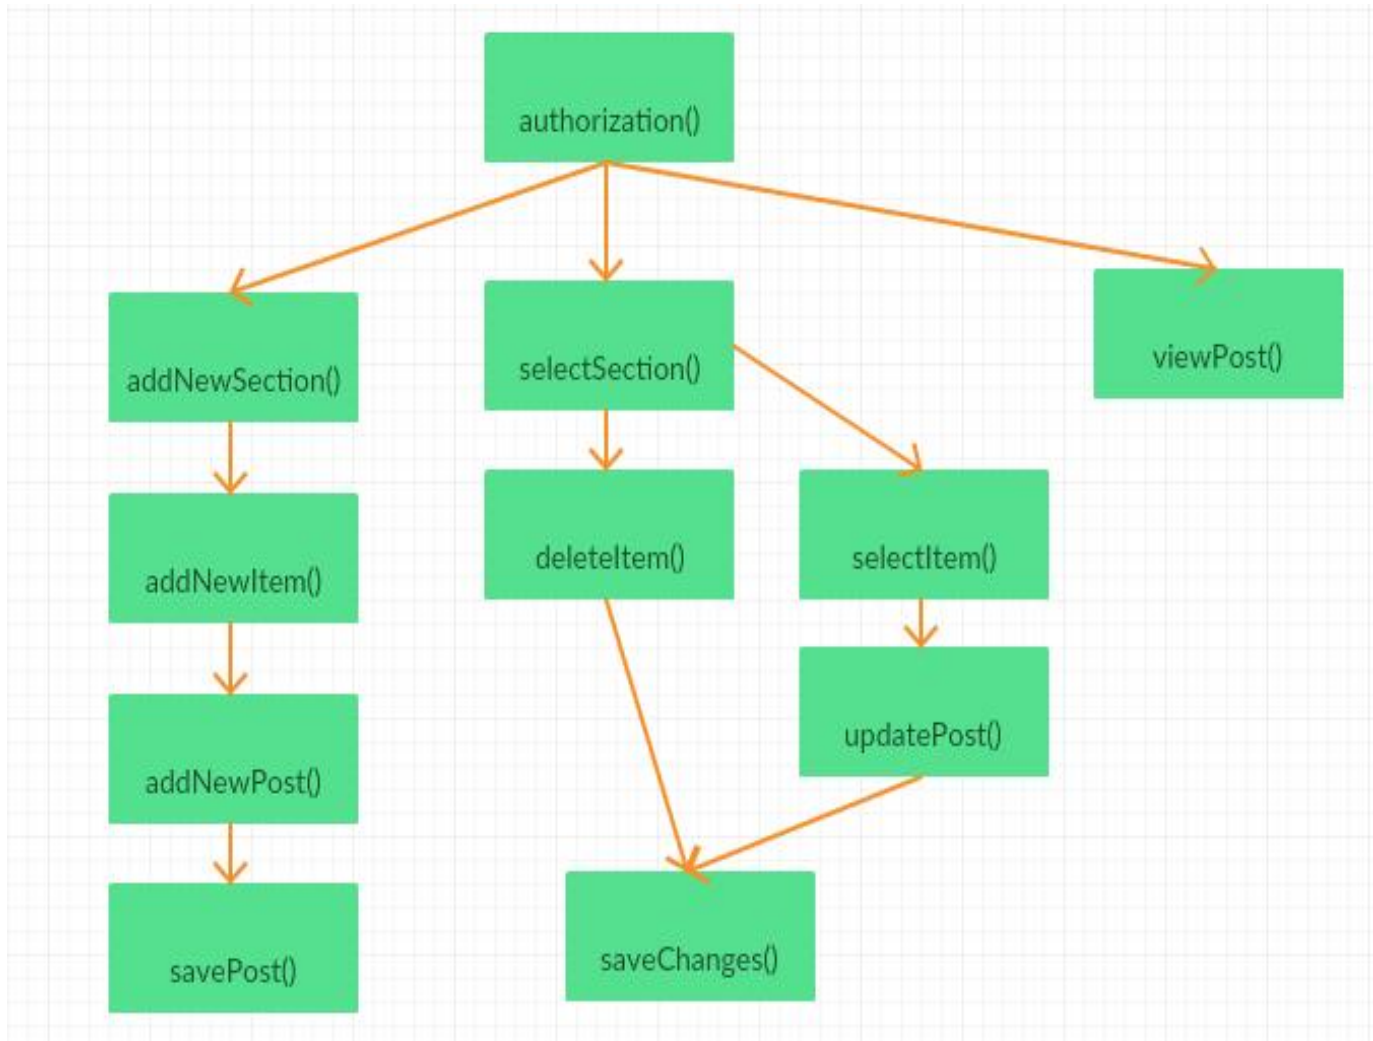 authorization()
addNewSection()
selectSection()
viewPost()
addNewItem()
deleteItem()
selectItem()
addNewPost()
updatePost()
savePost()
saveChanges()